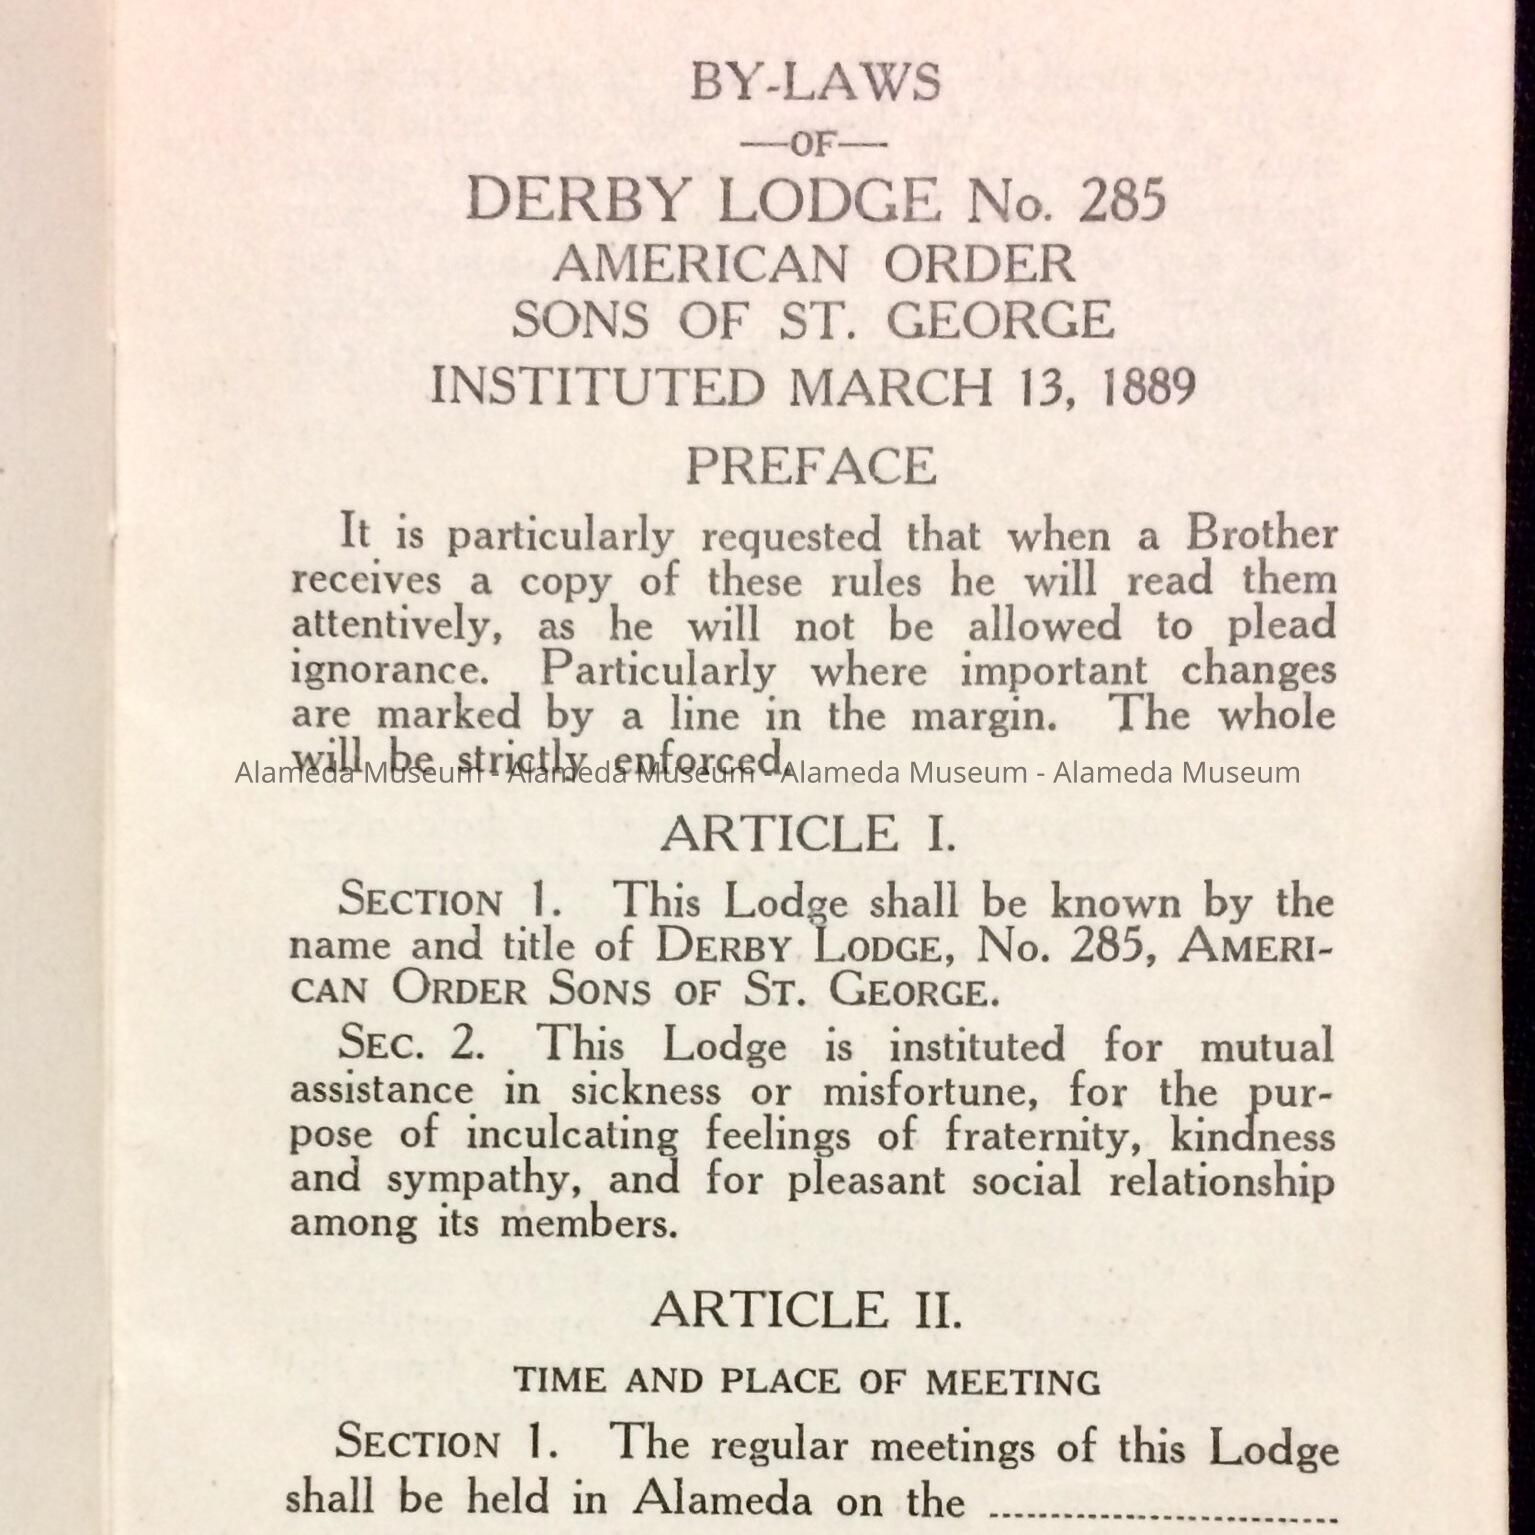 BY-LAWS
—OF—
DERBY LODGE No. 285
AMERICAN ORDER
SONS OF ST. GEORGE
INSTITUTED MARCH 13, 1889
PREFACE
It is particularly requested that when a Brother
receives a copy of these rules he will read them
attentively, as he will not be allowed to plead
ignorance. Particularly where important changes
are marked by a line in the margin. The whole
will be strictly enforced.
Alameda Museum - Alameda Museum - Alameda Museum - Alameda Museum
ARTICLE I.
SECTION 1. This Lodge shall be known by the
name and title of DERBY LODGE, No. 285, AMERI-
CAN ORDER SONS OF ST. GEORGE.
SEC. 2. This Lodge is instituted for mutual
assistance in sickness or misfortune, for the pur-
pose of inculcating feelings of fraternity, kindness
and sympathy, and for pleasant social relationship
among its members.
ARTICLE II.
TIME AND PLACE OF MEETING
SECTION 1. The regular meetings of this Lodge
shall be held in Alameda on the ..............................